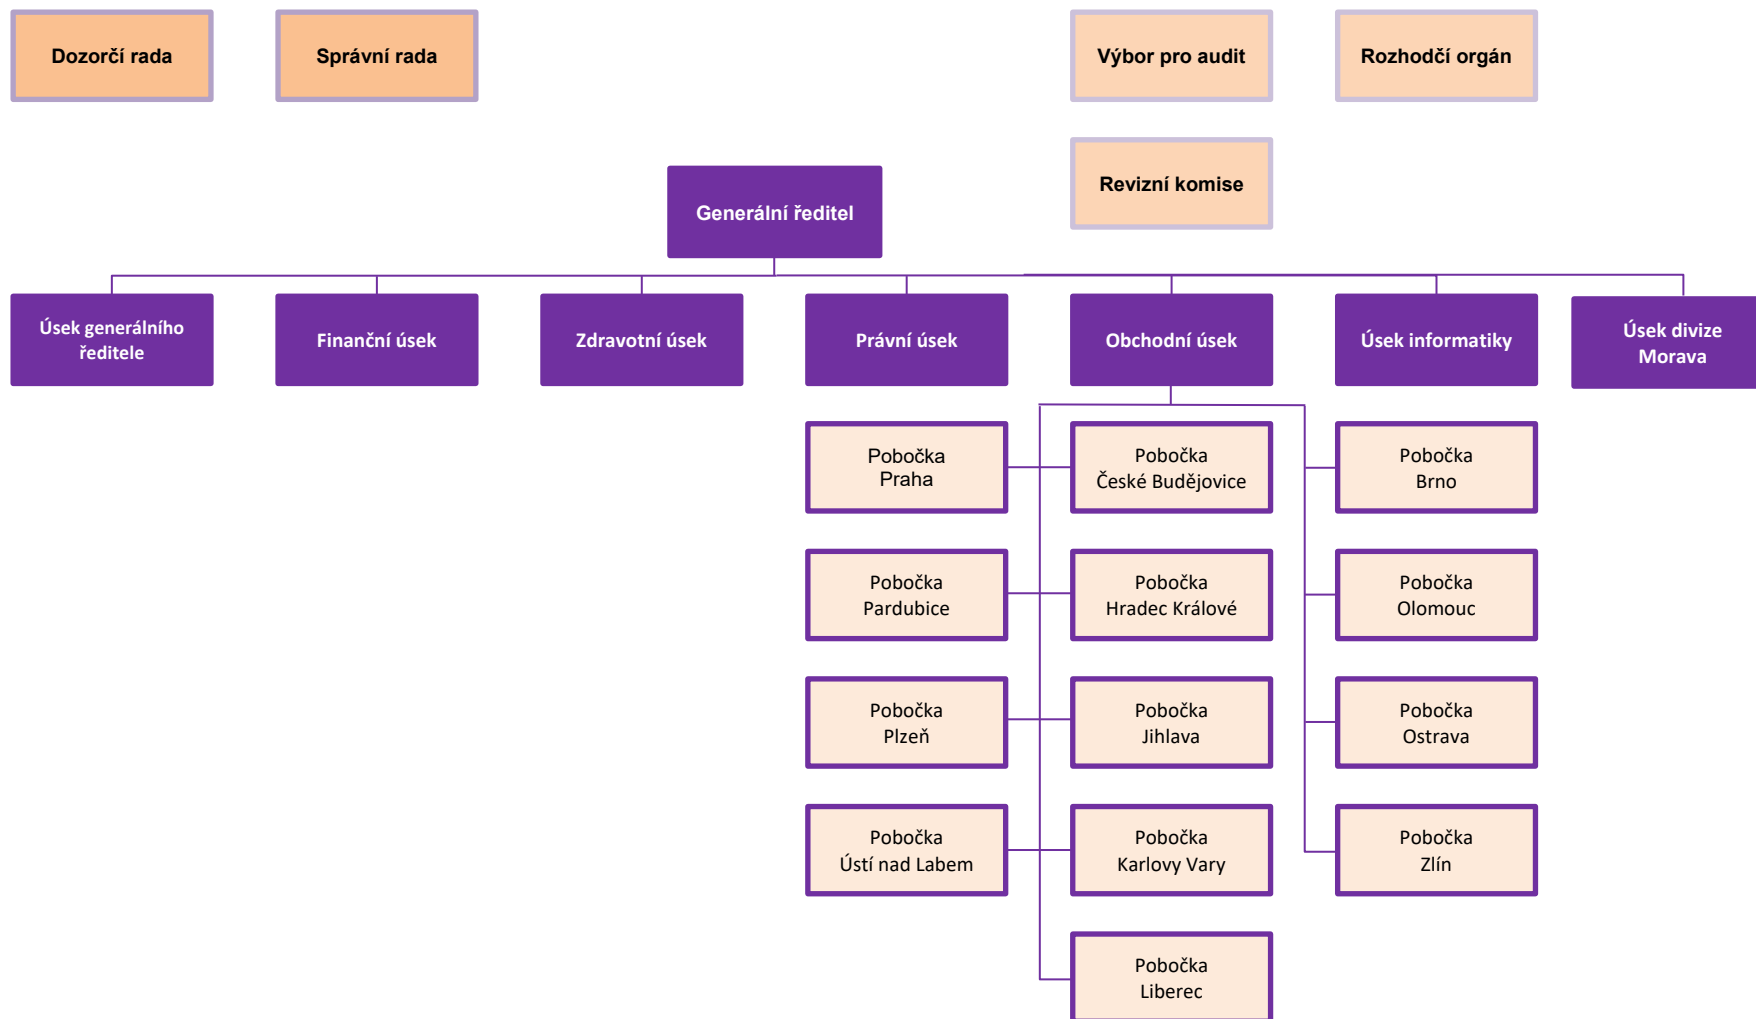 Dozorčí rada
Správní rada
Výbor pro audit
Rozhodčí orgán
Revizní komise
Generální ředitel
Úsek generálního
ředitele
Finanční úsek
Zdravotní úsek
Právní úsek
Obchodní úsek
Úsek informatiky
Úsek divize
Morava
Pobočka
Praha
Pobočka
České Budějovice
Pobočka
Brno
Pobočka
Pardubice
Pobočka
Hradec Králové
Pobočka
Olomouc
Pobočka
Plzeň
Pobočka
Jihlava
Pobočka
Ostrava
Pobočka
Ústí nad Labem
Pobočka
Karlovy Vary
Pobočka
Zlín
Pobočka
Liberec